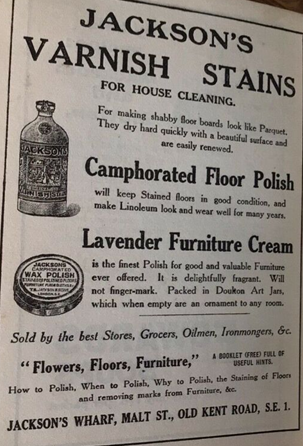 JACKSON'S
VARNISH STAINS
FOR HOUSE CLEANING.
For making shabby floor boards look like Parquet.
They dry hard quickly with a beautiful surface and
are easily renewed.
JACKSON'S
Camphorated Floor Polish
will keep Stained floors in good condition, and
make Linoleum look and wear well for many years.
Lavender Furniture Cream
JACKSON'S
CAMPHORATED
WAX POLISH
is the finest Polish for good and valuable Furniture
ever offered. It is delightfully fragrant. Will
not finger-mark. Packed in Doulton Art Jars,
which when empty are an ornament to any room.
Sold by the best Stores, Grocers, Oilmen, Ironmongers, &c.
"Flowers, Floors, Furniture," A BOOKLET (FREE) FULL OF
USEFUL HINTS.
How to Polish, When to Polish, Why to Polish, the Staining of Floors
and removing marks from Furniture, &c.
JACKSON'S WHARF, MALT ST., OLD KENT ROAD, S.E. 1.